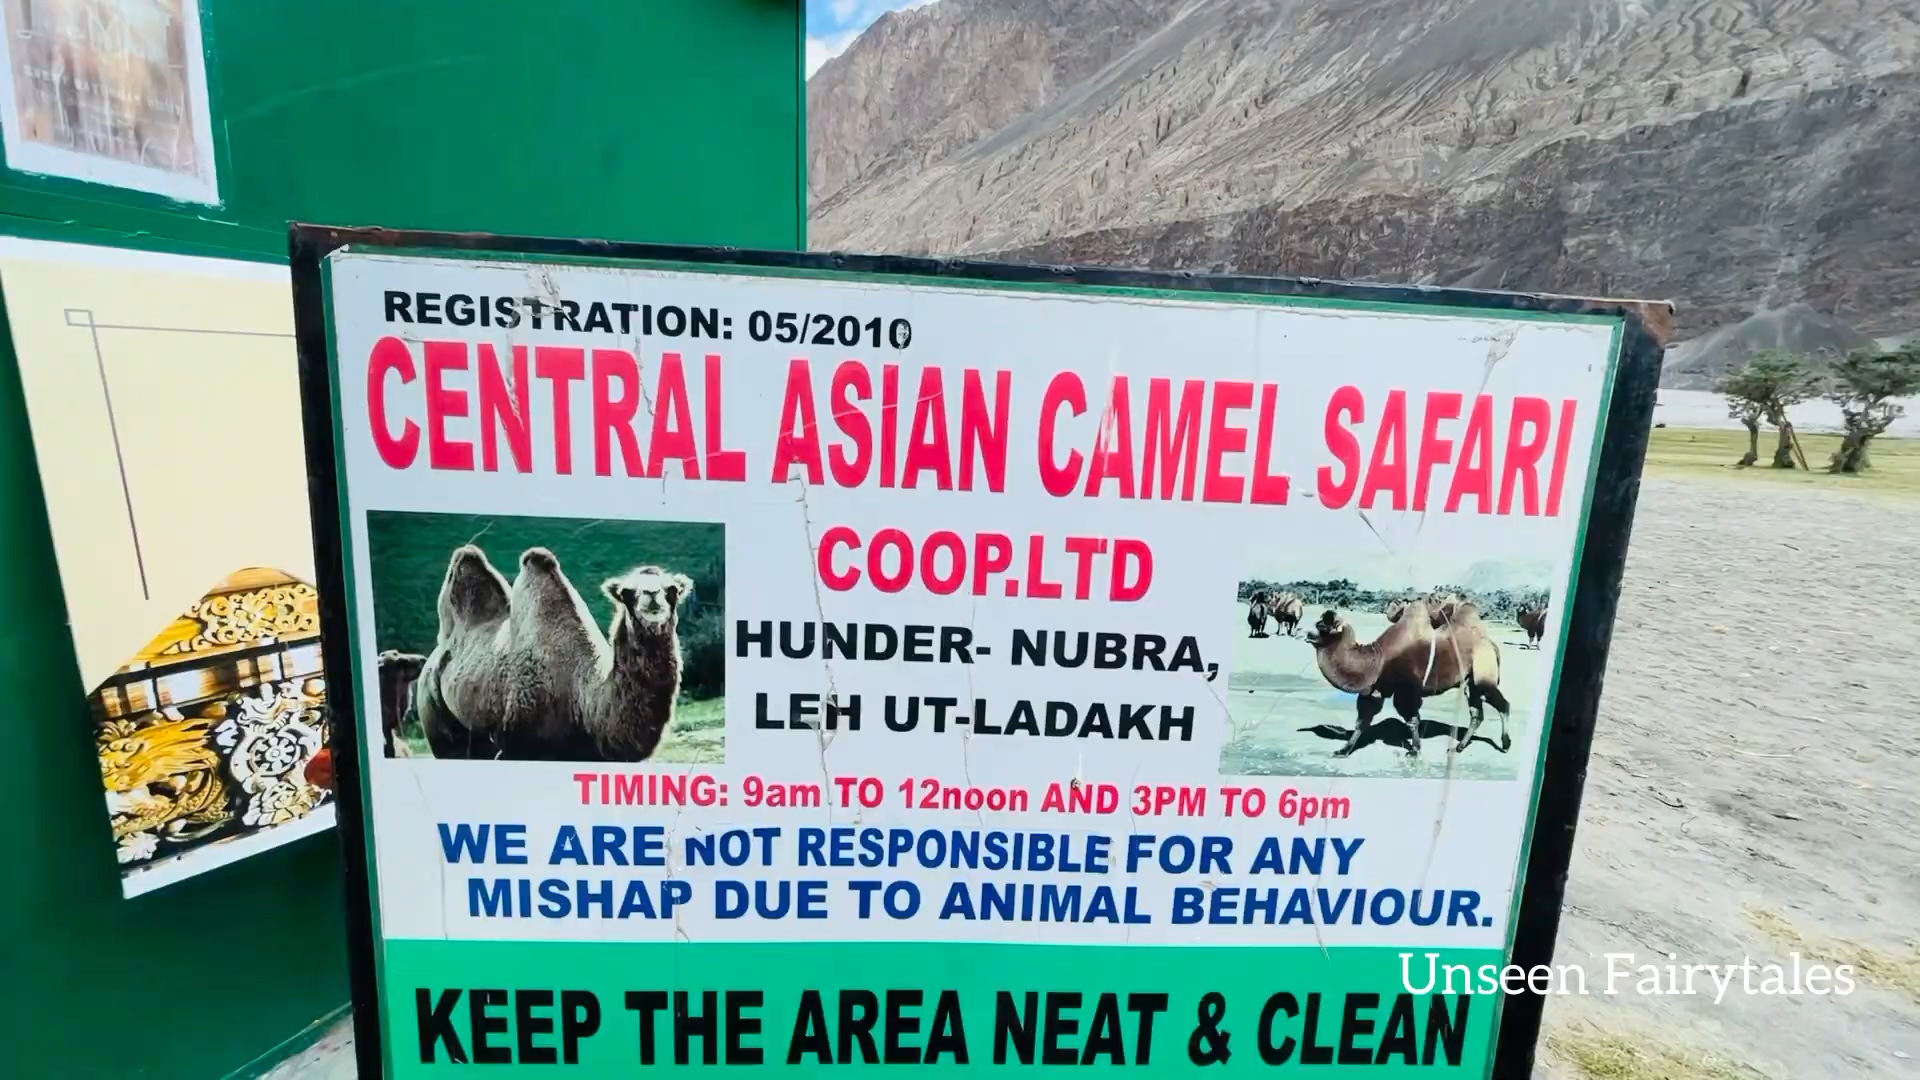 REGISTRATION: 05/2010
CENTRAL ASIAN CAMEL SAFARI
COOP.LTD
HUNDER- NUBRA,
LEH UT-LADAKH
TIMING: 9am TO 12noon AND 3PM TO 6pm
WE ARE NOT RESPONSIBLE FOR ANY
MISHAP DUE TO ANIMAL BEHAVIOUR.
KEEP THE AREA NEAT & CLEAN
Unseen Fairytales